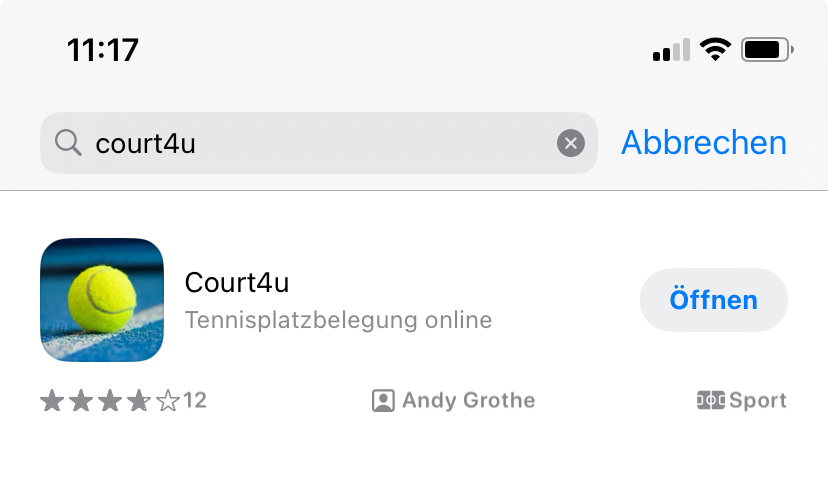 11:17
court4u Abbrechen
Court4u
Tennisplatzbelegung online
Öffnen
12 Andy Grothe Sport